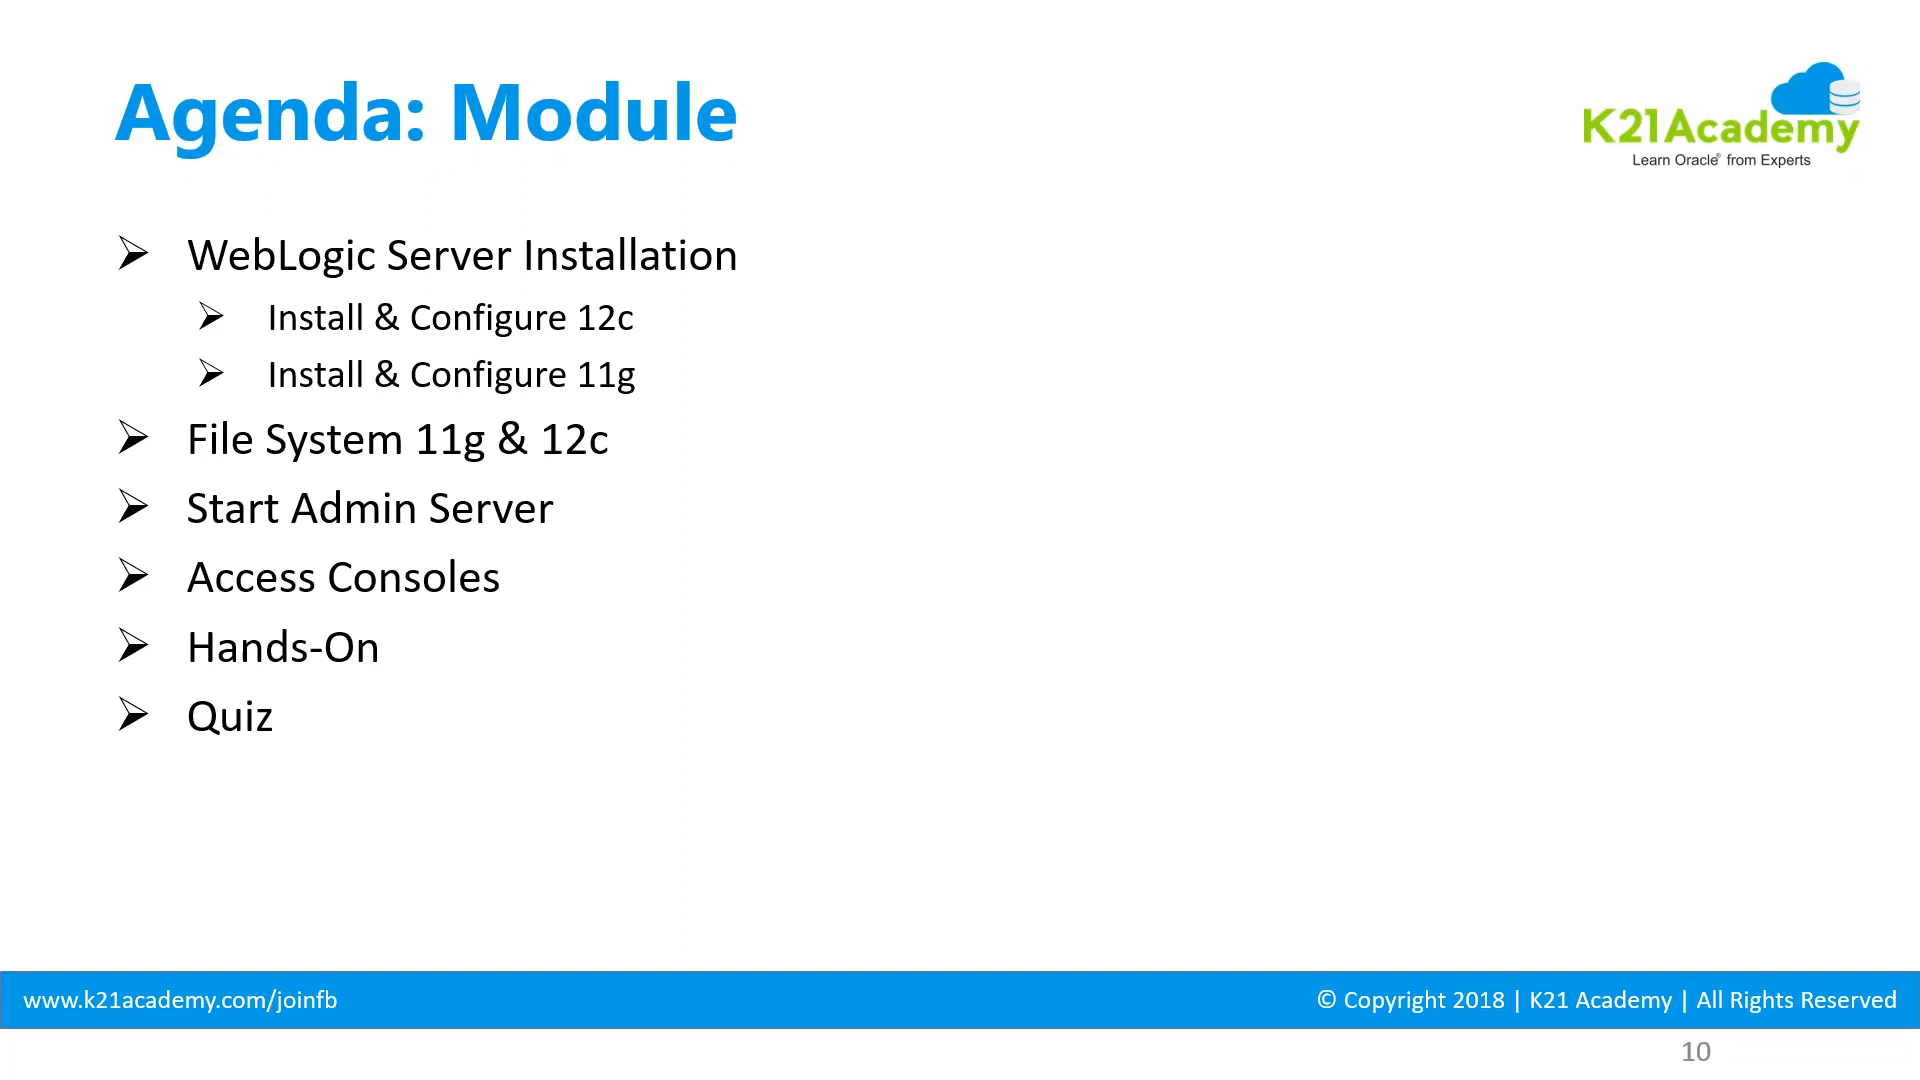 Agenda: Module
K21Academy
Learn Oracle® from Experts
WebLogic Server Installation
Install & Configure 12c
Install & Configure 11g
File System 11g & 12c
Start Admin Server
Access Consoles
Hands-On
Quiz
www.k21academy.com/joinfb
© Copyright 2018 | K21 Academy | All Rights Reserved
10